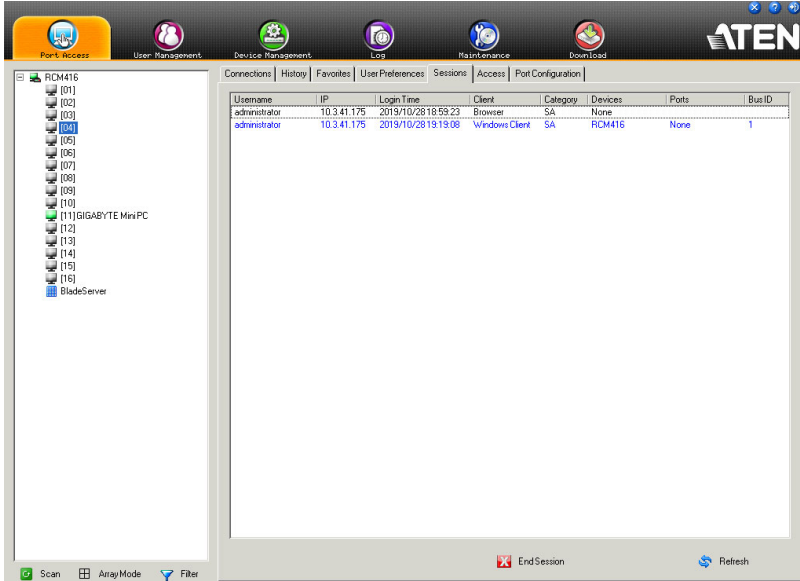 ATEN
Port Access User Management Device Management Log Maintenance Download
Connections History Favorites User Preferences Sessions Access Port Configuration
RCM416
[01]
[02]
[03]
[04]
[05]
[06]
[07]
[08]
[09]
[10]
[11]GIGABYTE Mini PC
[12]
[13]
[14]
[15]
[16]
BladeServer
Username IP Login Time Client Category Devices Ports Bus ID
administrator 10.3.41.175 2019/10/28 18:59:23 Browser SA None
administrator 10.3.41.175 2019/10/28 19:19:08 Windows Client SA RCM416 None 1
End Session Refresh
Scan Array Mode Filter